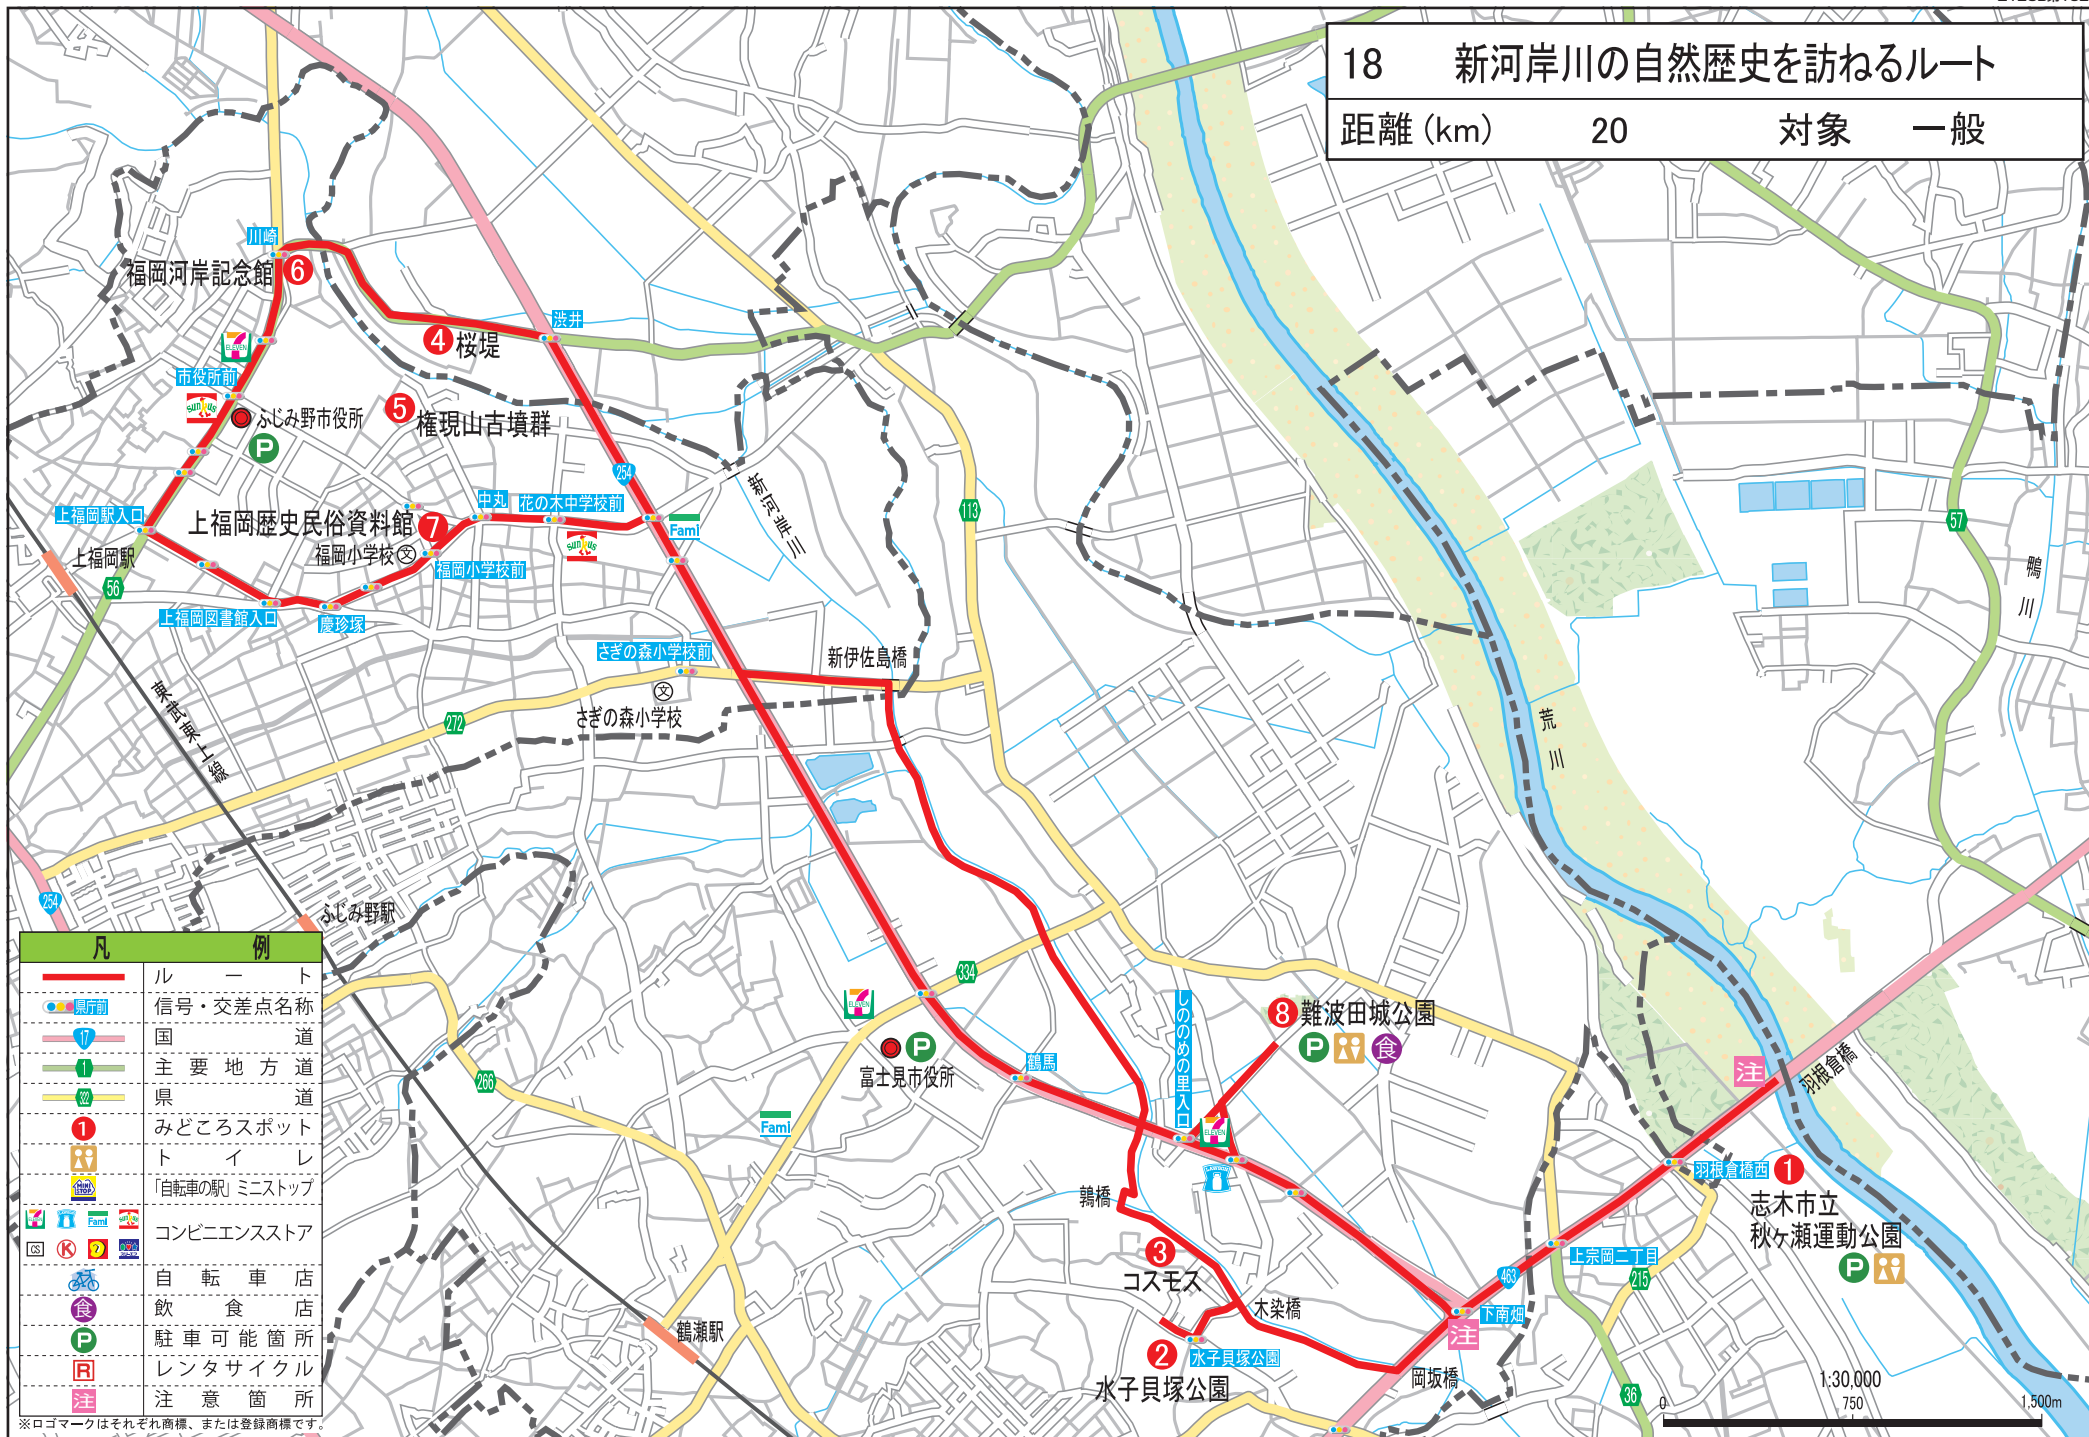 18 新河岸川の自然歴史を訪ねるルート
距離(km) 20 対象 一般
川崎
福岡河岸記念館
6
4
桜堤
渋井
市役所前
ふじみ野市役所
P
5
権現山古墳群
254
新河岸川
113
57
鴨川
上福岡駅入口
上福岡駅
56
上福岡歴史民俗資料館
7
福岡小学校
文
福岡小学校前
中丸
花の木中学校前
Fami
上福岡図書館入口
慶珍塚
さぎの森小学校前
文
さぎの森小学校
新伊佐島橋
272
東武東上線
荒川
254
ふじみ野駅
334
富士見市役所
P
鶴馬
しののめの里入口
8
難波田城公園
P
食
266
Fami
注
羽根倉橋
羽根倉橋西
1
志木市立
秋ヶ瀬運動公園
P
鶉橋
3
コスモス
木染橋
上宗岡二丁目
215
463
下南畑
注
2
水子貝塚公園
水子貝塚公園
岡坂橋
鶴瀬駅
36
1:30,000
0 750 1,500m
凡例
ルート
県庁前 信号・交差点名称
17 国道
1 主要地方道
322 県道
1 みどころスポット
トイレ
MINI STOP 「自転車の駅」ミニストップ
コンビニエンスストア
自転車店
食 飲食店
P 駐車可能箇所
R レンタサイクル
注 注意箇所
※ロゴマークはそれぞれ商標、または登録商標です。